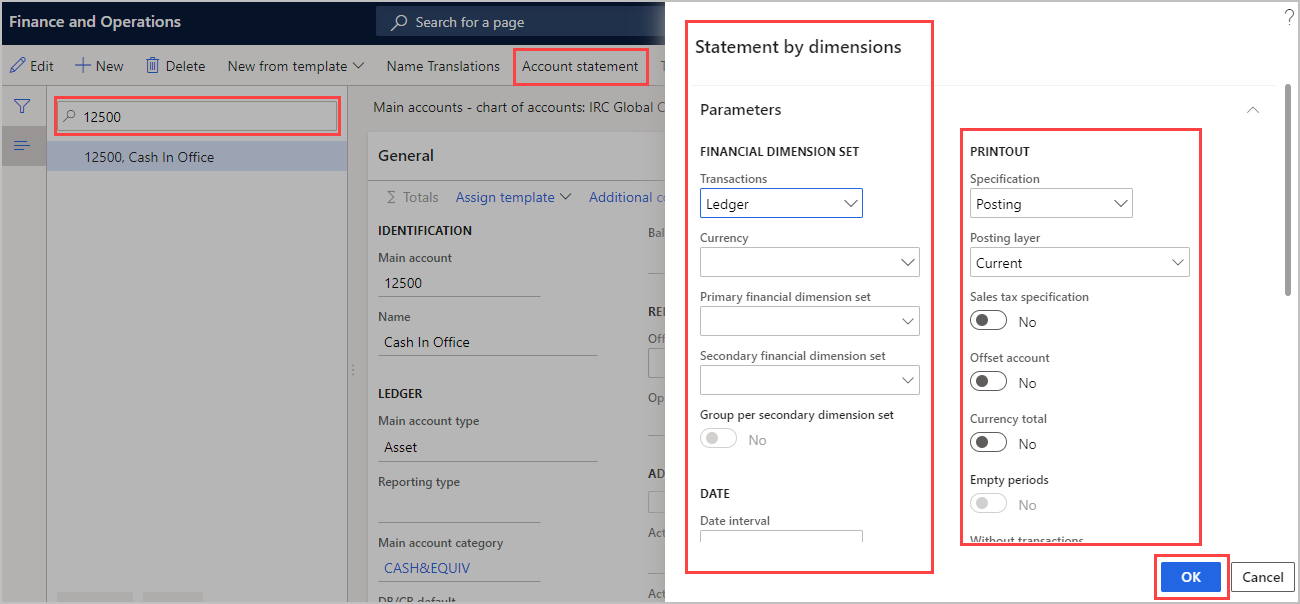 Finance and Operations
Search for a page
?
Edit
New
Delete
New from template
Name Translations
Account statement
12500
12500, Cash In Office
Main accounts - chart of accounts: IRC Global
General
Σ Totals
Assign template
Additional
IDENTIFICATION
Main account
12500
Name
Cash In Office
LEDGER
Main account type
Asset
Reporting type
Main account category
CASH&EQUIV
DB/CR default
Bal
Off
Op
AD
Act
Act
Statement by dimensions
Parameters
FINANCIAL DIMENSION SET
Transactions
Ledger
Currency
Primary financial dimension set
Secondary financial dimension set
Group per secondary dimension set
No
DATE
Date interval
PRINTOUT
Specification
Posting
Posting layer
Current
Sales tax specification
No
Offset account
No
Currency total
No
Empty periods
No
Without transactions
OK
Cancel